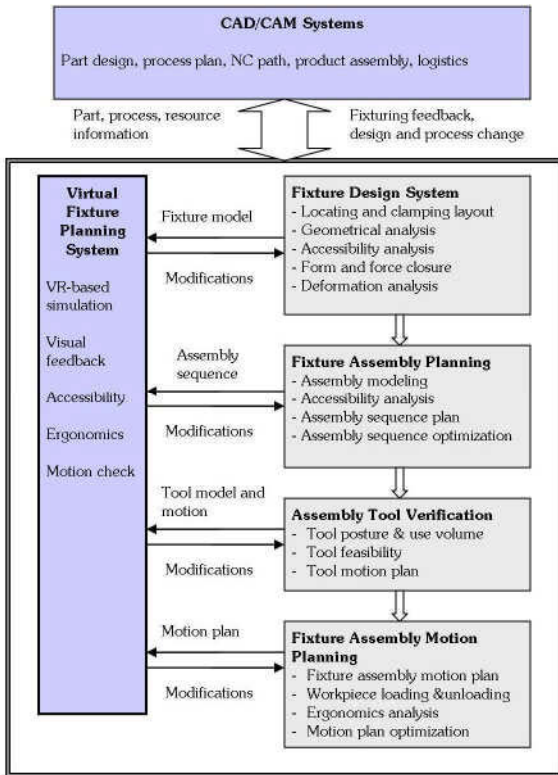 CAD/CAM Systems
Part design, process plan, NC path, product assembly, logistics
Part, process, resource
information
Fixturing feedback,
design and process change
Virtual
Fixture
Planning
System
VR-based
simulation
Visual
feedback
Accessibility
Ergonomics
Motion check
Fixture model
Modifications
Assembly
sequence
Modifications
Tool model and
motion
Modifications
Motion plan
Modifications
Fixture Design System
- Locating and clamping layout
- Geometrical analysis
- Accessibility analysis
- Form and force closure
- Deformation analysis
Fixture Assembly Planning
- Assembly modeling
- Accessibility analysis
- Assembly sequence plan
- Assembly sequence optimization
Assembly Tool Verification
- Tool posture & use volume
- Tool feasibility
- Tool motion plan
Fixture Assembly Motion
Planning
- Fixture assembly motion plan
- Workpiece loading &unloading
- Ergonomics analysis
- Motion plan optimization